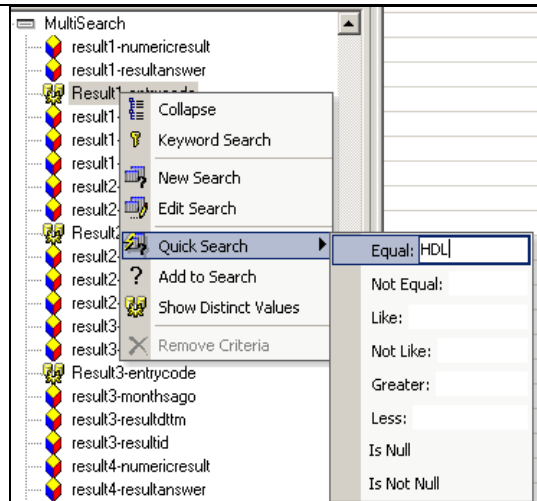 MultiSearch
result1-numericresult
result1-resultanswer
Result1-entrycode
result1-
result1-
result1-
result2-
result2-
Result2
result2-
result2-
result2-
result3-
result3-
Result3-entrycode
result3-monthsago
result3-resultdttm
result3-resultid
result4-numericresult
result4-resultanswer
Collapse
Keyword Search
New Search
Edit Search
Quick Search
Add to Search
Show Distinct Values
Remove Criteria
Equal: HDL
Not Equal:
Like:
Not Like:
Greater:
Less:
Is Null
Is Not Null